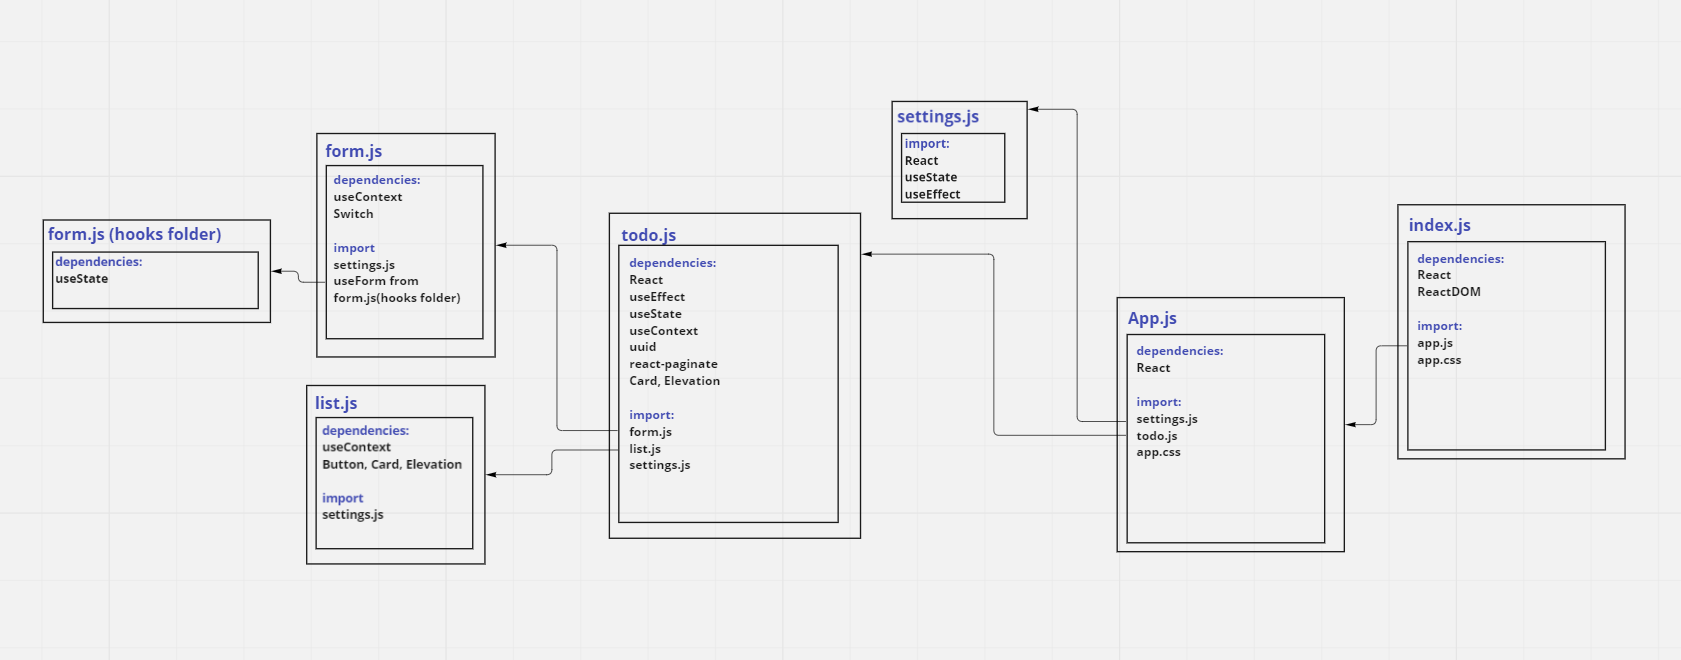 form.js (hooks folder)
dependencies:
useState
form.js
dependencies:
useContext
Switch
import
settings.js
useForm from
form.js(hooks folder)
list.js
dependencies:
useContext
Button, Card, Elevation
import
settings.js
todo.js
dependencies:
React
useEffect
useState
useContext
uuid
react-paginate
Card, Elevation
import:
form.js
list.js
settings.js
settings.js
import:
React
useState
useEffect
App.js
dependencies:
React
import:
settings.js
todo.js
app.css
index.js
dependencies:
React
ReactDOM
import:
app.js
app.css